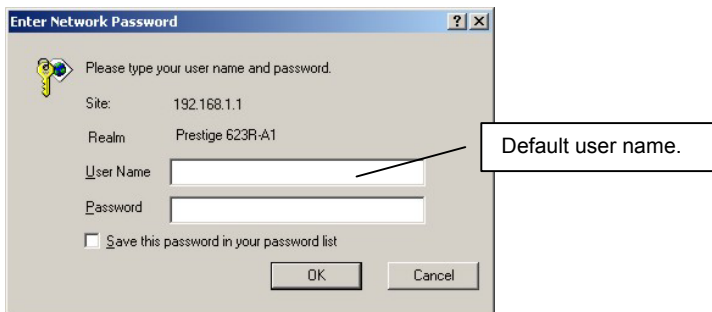 Enter Network Password
Please type your user name and password.
Site: 192.168.1.1
Realm Prestige 623R-A1
User Name
Default user name.
Password
Save this password in your password list
OK Cancel